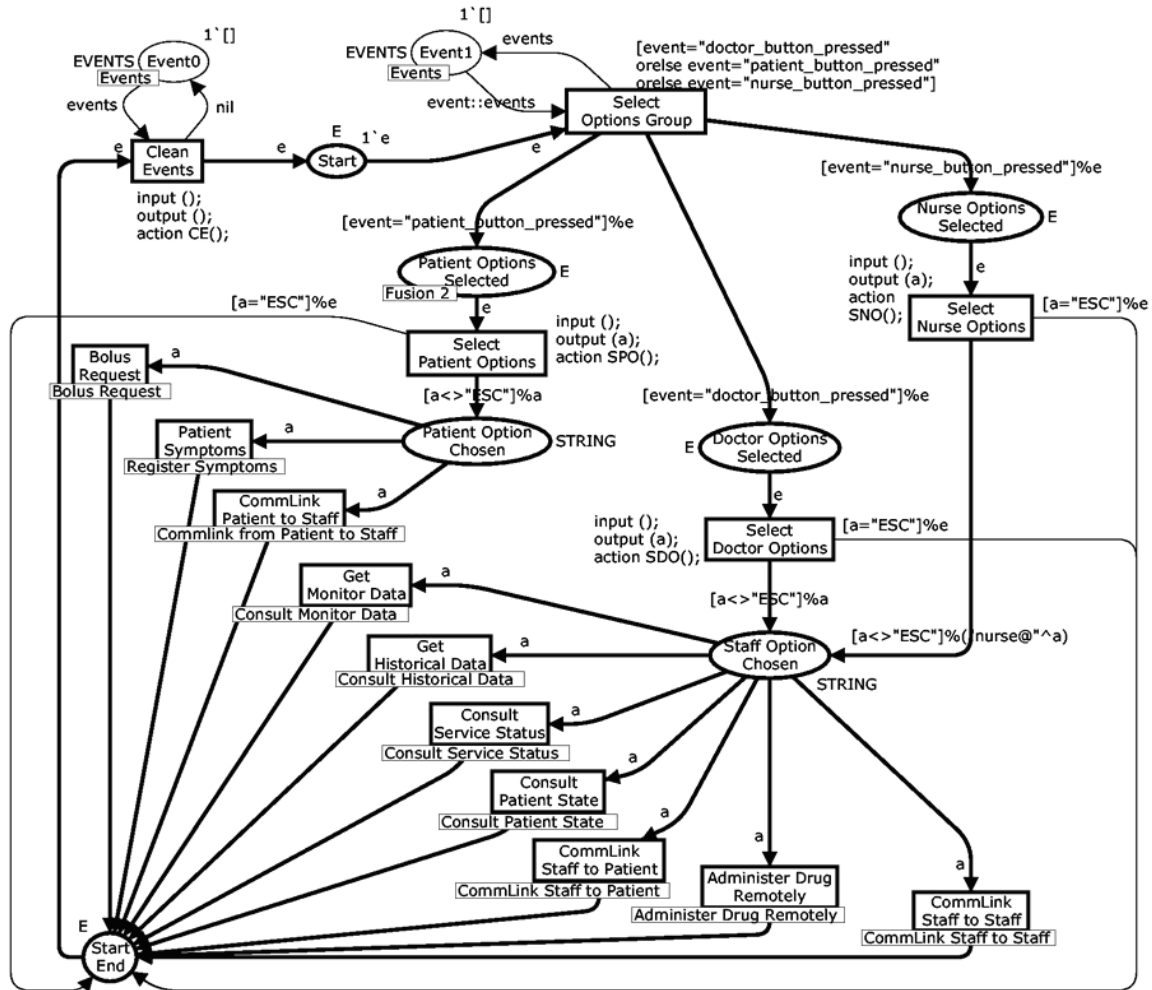 1`[]
EVENTS
Event0
Events
events
nil
1`[]
EVENTS
Event1
Events
events
event::events
[event="doctor_button_pressed"
orelse event="patient_button_pressed"
orelse event="nurse_button_pressed"]
Select
Options Group
e
Clean
Events
e
E
Start
1`e
e
input ();
output ();
action CE();
[event="nurse_button_pressed"]%e
Nurse Options
Selected
E
[event="patient_button_pressed"]%e
Patient Options
Selected
E
Fusion 2
e
input ();
output (a);
action
SNO();
e
Select
Nurse Options
[a="ESC"]%e
[a="ESC"]%e
Select
Patient Options
input ();
output (a);
action SPO();
Bolus
Request
Bolus Request
a
[a<>"ESC"]%a
[event="doctor_button_pressed"]%e
Patient
Symptoms
Register Symptoms
a
Patient Option
Chosen
STRING
E
Doctor Options
Selected
e
CommLink
Patient to Staff
Commlink from Patient to Staff
a
input ();
output (a);
action SDO();
Select
Doctor Options
[a="ESC"]%e
Get
Monitor Data
Consult Monitor Data
a
[a<>"ESC"]%a
[a<>"ESC"]%("nurse@"^a)
Get
Historical Data
Consult Historical Data
a
Staff Option
Chosen
STRING
Consult
Service Status
Consult Service Status
a
Consult
Patient State
Consult Patient State
a
CommLink
Staff to Patient
CommLink Staff to Patient
a
Administer Drug
Remotely
Administer Drug Remotely
a
CommLink
Staff to Staff
CommLink Staff to Staff
a
E
Start
End